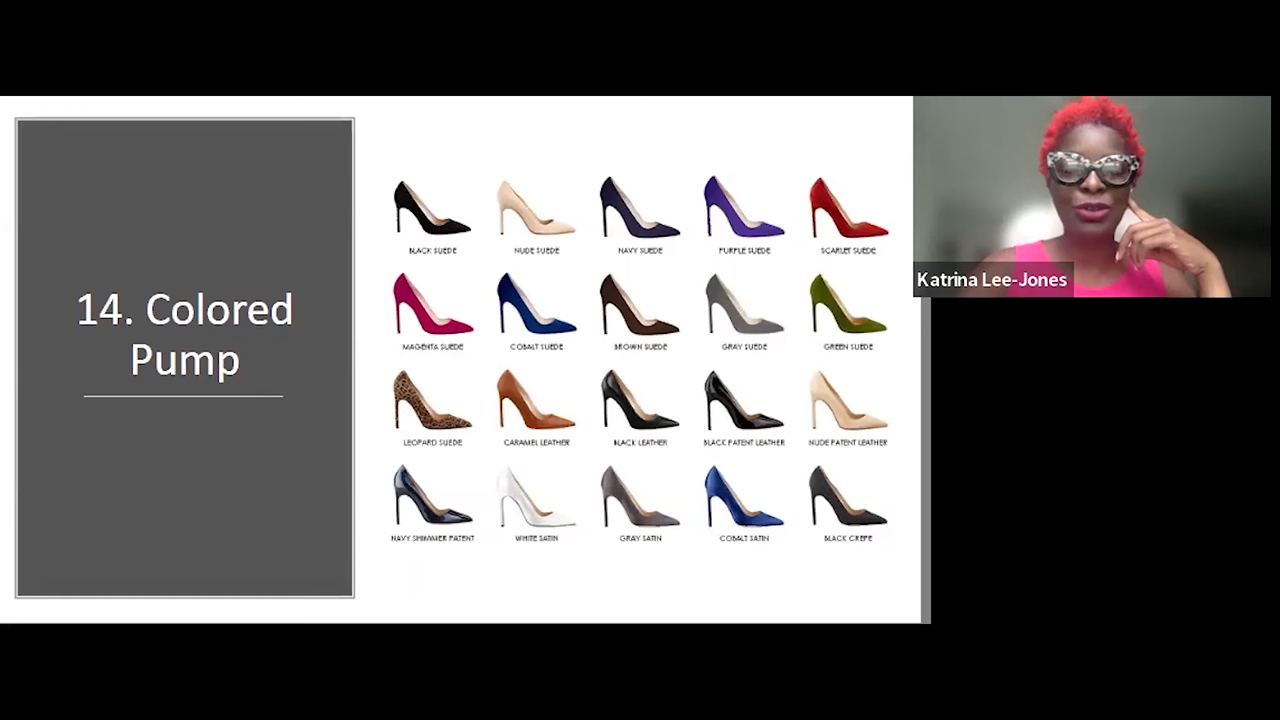 14. Colored
Pump
BLACK SUEDE
NUDE SUEDE
NAVY SUEDE
PURPLE SUEDE
SCARLET SUEDE
MAGENTA SUEDE
COBALT SUEDE
BROWN SUEDE
GRAY SUEDE
GREEN SUEDE
LEOPARD SUEDE
CARAMEL LEATHER
BLACK LEATHER
BLACK PATENT LEATHER
NUDE PATENT LEATHER
NAVY SHIMMER PATENT
WHITE SATIN
GRAY SATIN
COBALT SATIN
BLACK CREPE
Katrina Lee-Jones